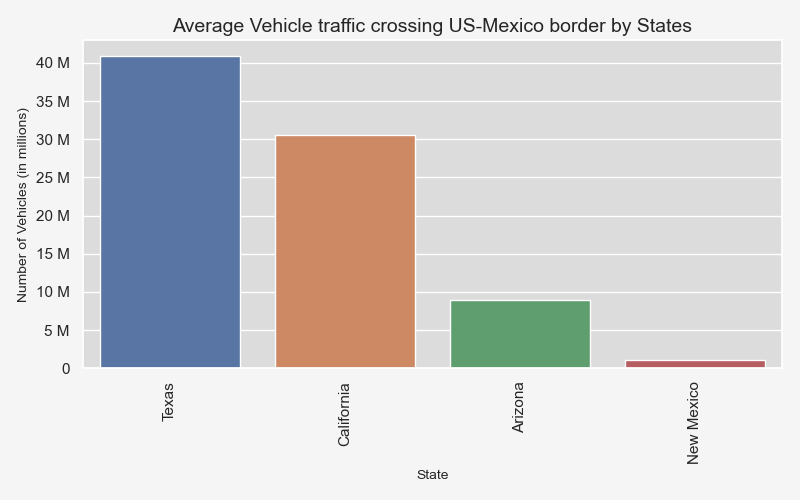 Average Vehicle traffic crossing US-Mexico border by States
Number of Vehicles (in millions)
40 M
35 M
30 M
25 M
20 M
15 M
10 M
5 M
0
Texas
California
Arizona
New Mexico
State